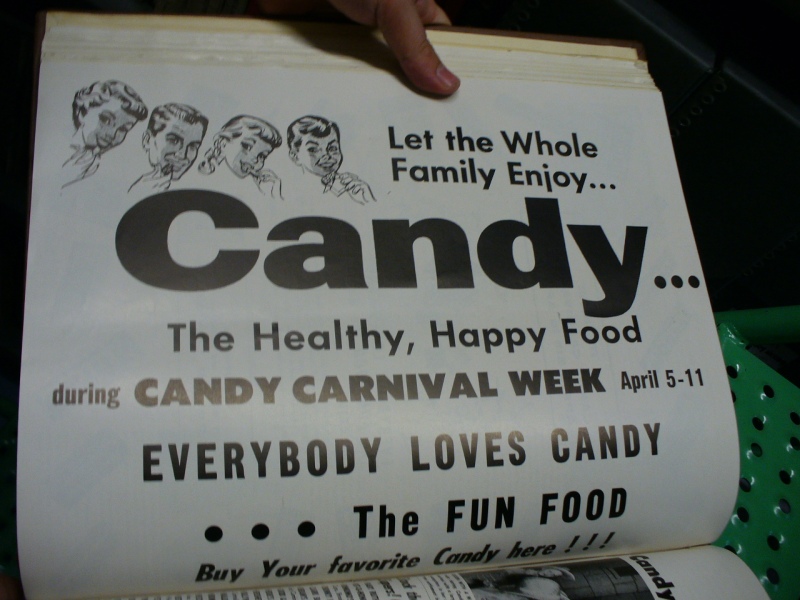 Let the Whole
Family Enjoy...
Candy...
The Healthy, Happy Food
during CANDY CARNIVAL WEEK April 5-11
EVERYBODY LOVES CANDY
• • • The FUN FOOD
Buy Your favorite Candy here ! ! !
Candy